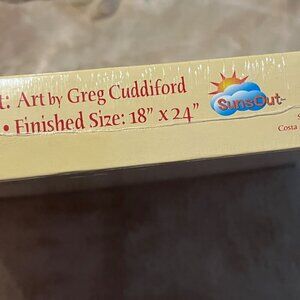 t: Art by Greg Cuddiford
• Finished Size: 18" x 24"
SunsOut
S
Costa